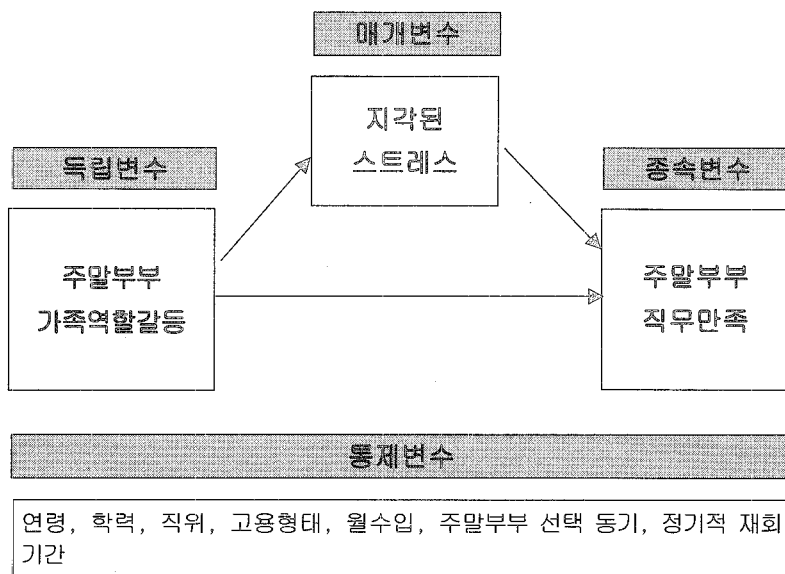 매개변수
지각된
스트레스
독립변수
종속변수
주말부부
가족역할갈등
주말부부
직무만족
통제변수
연령, 학력, 직위, 고용형태, 월수입, 주말부부 선택 동기, 정기적 재회
기간